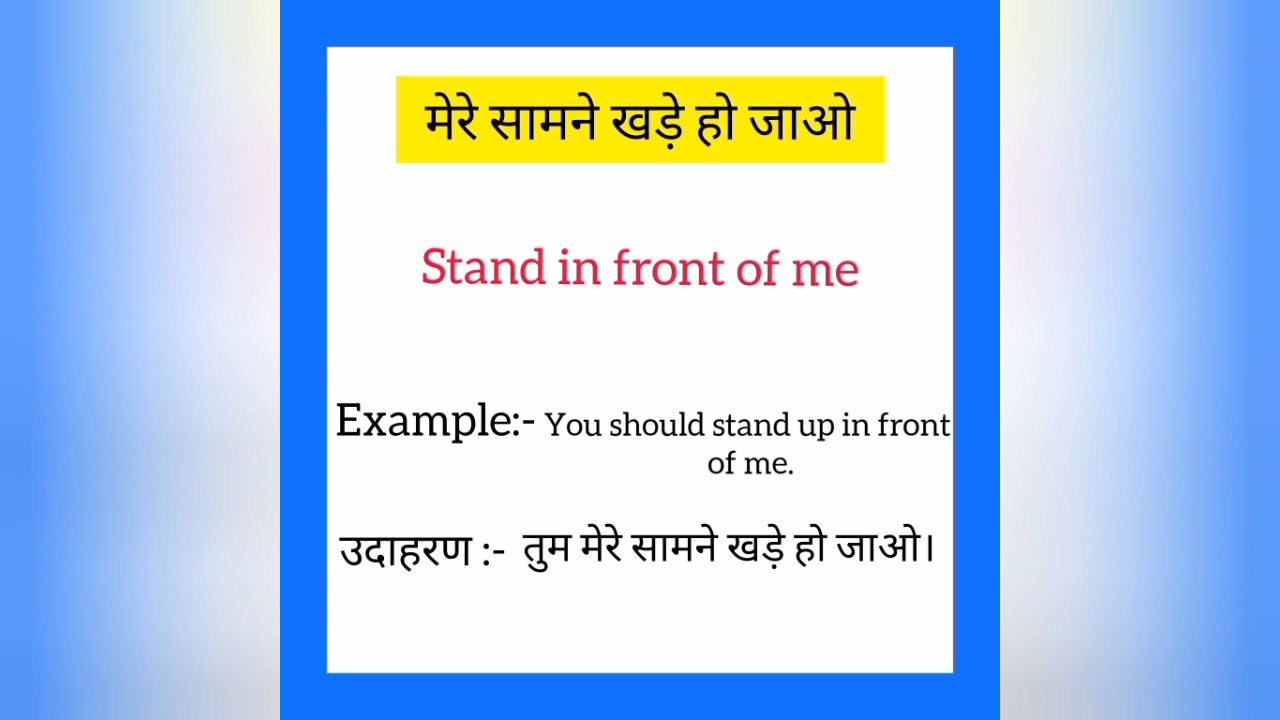 मेरे सामने खड़े हो जाओ
Stand in front of me
Example:- You should stand up in front
of me.
उदाहरण :- तुम मेरे सामने खड़े हो जाओ।